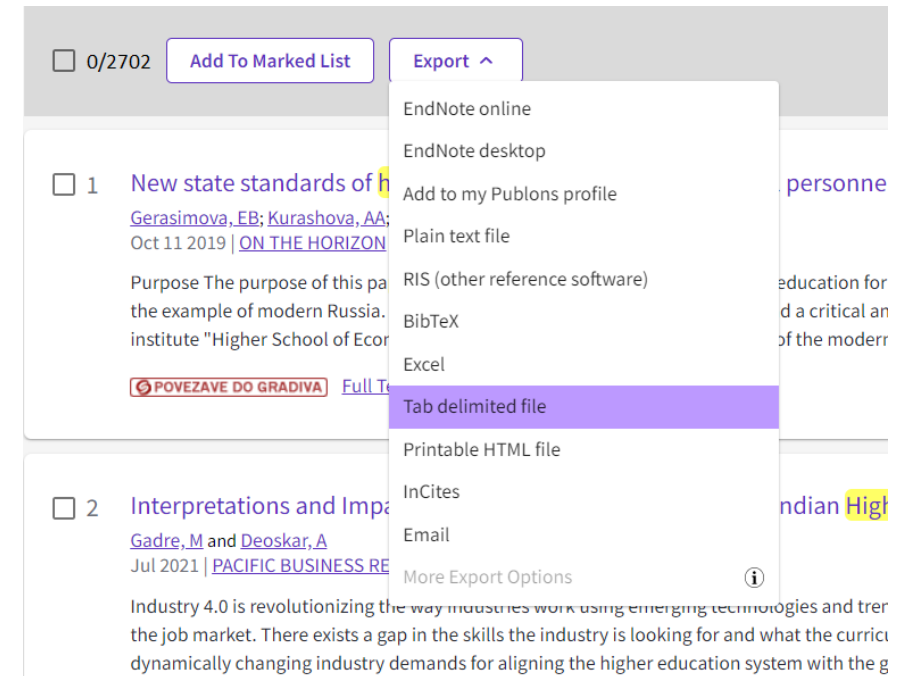 0/2702 Add To Marked List Export
EndNote online
EndNote desktop
Add to my Publons profile
Plain text file
RIS (other reference software)
BibTeX
Excel
Tab delimited file
Printable HTML file
InCites
Email
More Export Options
1 New state standards of personne
Gerasimova, EB; Kurashova, AA;
Oct 11 2019 | ON THE HORIZON
Purpose The purpose of this pa education for
the example of modern Russia. d a critical an
institute "Higher School of Econ of the modern
POVEZAVE DO GRADIVA Full Te
2 Interpretations and Impa ndian High
Gadre, M and Deoskar, A
Jul 2021 | PACIFIC BUSINESS RE
Industry 4.0 is revolutionizing the way industries work using emerging technologies and tren
the job market. There exists a gap in the skills the industry is looking for and what the curricu
dynamically changing industry demands for aligning the higher education system with the g